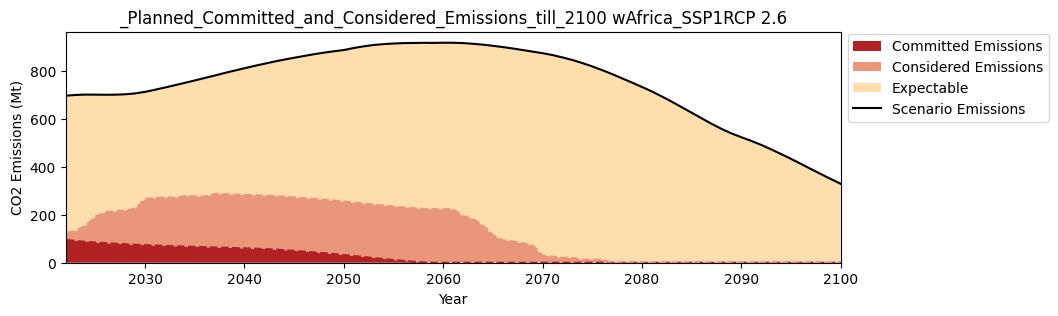 _Planned_Committed_and_Considered_Emissions_till_2100 wAfrica_SSP1RCP 2.6
Committed Emissions
Considered Emissions
Expectable
Scenario Emissions
CO2 Emissions (Mt)
800
600
400
200
0
2030 2040 2050 2060 2070 2080 2090 2100
Year